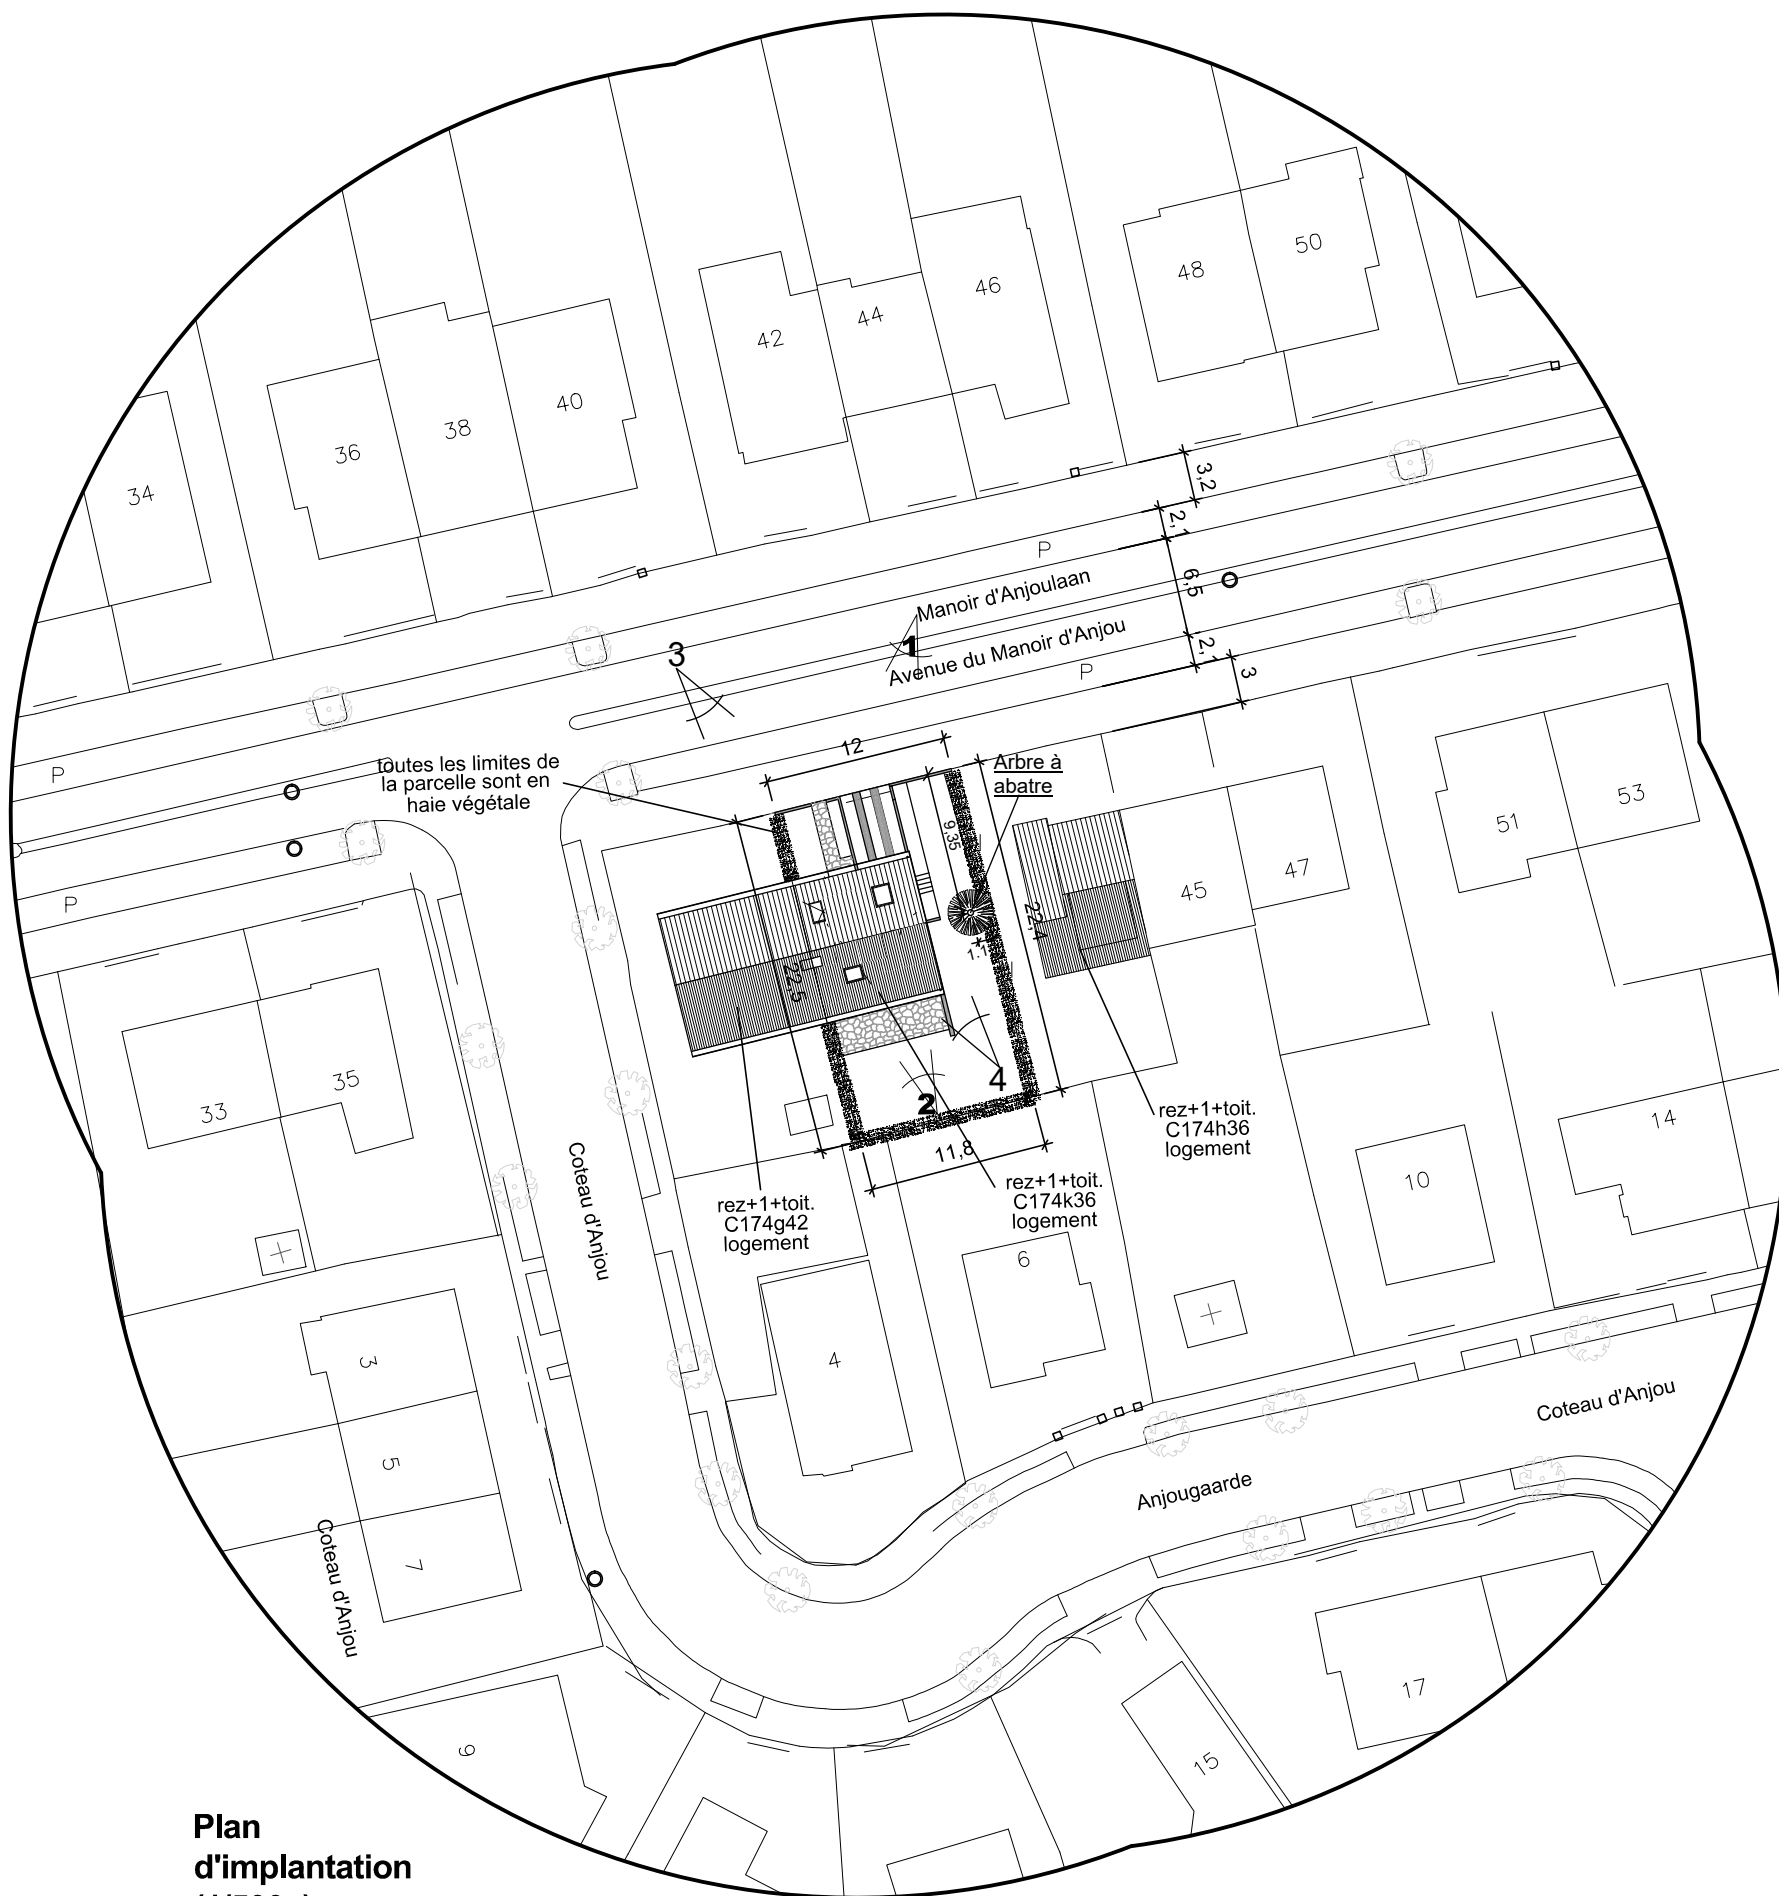 50
48
46
44
42
40
38
36
34
3,2
2,1
6,5
2,1
3
P
Manoir d'Anjoulaan
1
Avenue du Manoir d'Anjou
P
3
P
P
toutes les limites de
la parcelle sont en
haie végétale
12
Arbre à
abatre
9,35
22,4
1.1
22,5
11,8
4
2
45
47
51
53
33
35
rez+1+toit.
C174g42
logement
rez+1+toit.
C174k36
logement
rez+1+toit.
C174h36
logement
Coteau d'Anjou
10
14
6
4
3
5
7
Coteau d'Anjou
Coteau d'Anjou
Anjougaarde
9
15
17
Plan
d'implantation